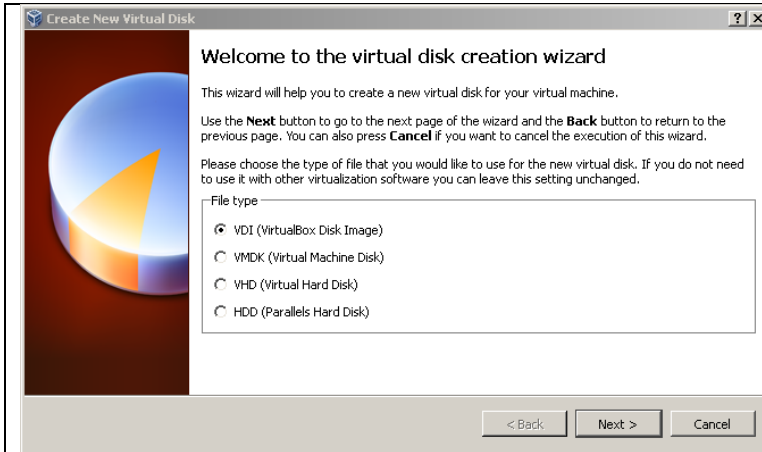 Create New Virtual Disk
Welcome to the virtual disk creation wizard
This wizard will help you to create a new virtual disk for your virtual machine.
Use the Next button to go to the next page of the wizard and the Back button to return to the
previous page. You can also press Cancel if you want to cancel the execution of this wizard.
Please choose the type of file that you would like to use for the new virtual disk. If you do not need
to use it with other virtualization software you can leave this setting unchanged.
File type
VDI (VirtualBox Disk Image)
VMDK (Virtual Machine Disk)
VHD (Virtual Hard Disk)
HDD (Parallels Hard Disk)
< Back Next > Cancel